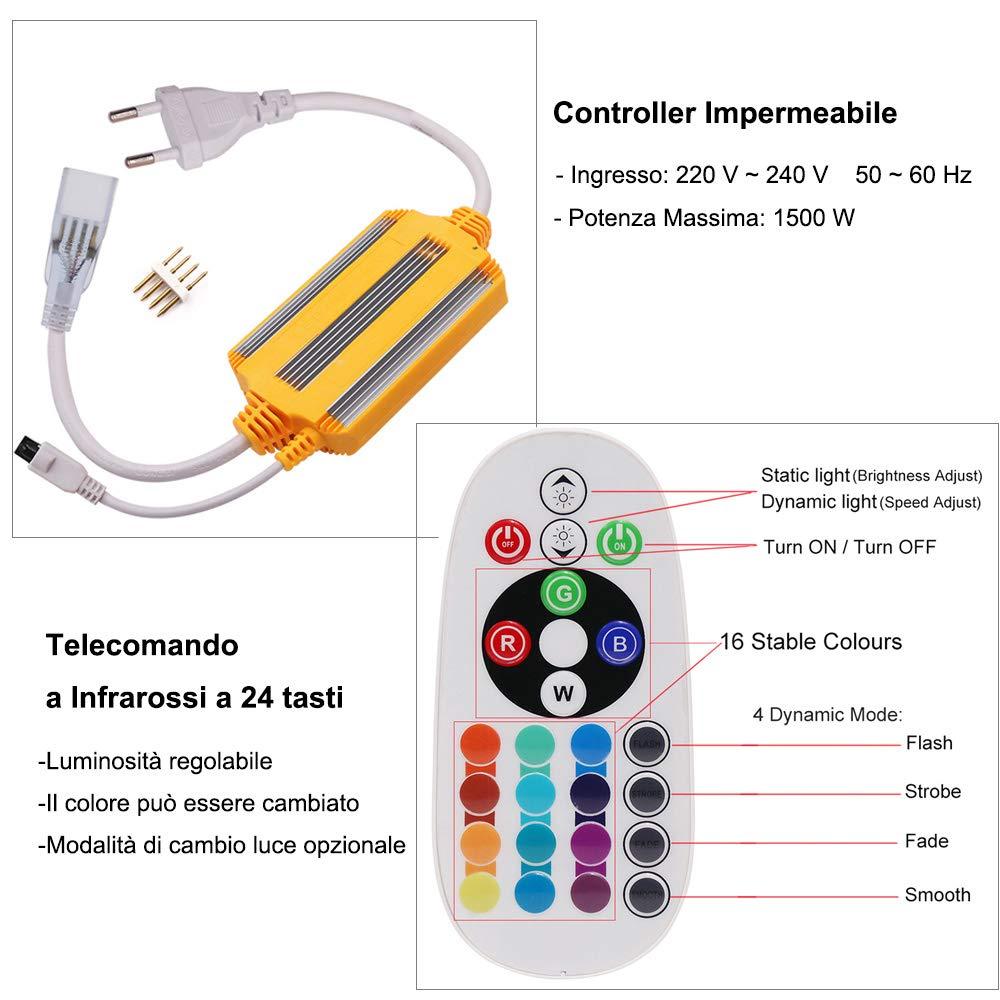 Controller Impermeabile
- Ingresso: 220 V ~ 240 V 50 ~ 60 Hz
- Potenza Massima: 1500 W
Static light (Brightness Adjust)
Dynamic light (Speed Adjust)
OFF
ON
Turn ON / Turn OFF
G
R
B
W
16 Stable Colours
Telecomando
a Infrarossi a 24 tasti
-Luminosità regolabile
-Il colore può essere cambiato
-Modalità di cambio luce opzionale
4 Dynamic Mode:
FLASH
Flash
STROBE
Strobe
FADE
Fade
SMOOTH
Smooth